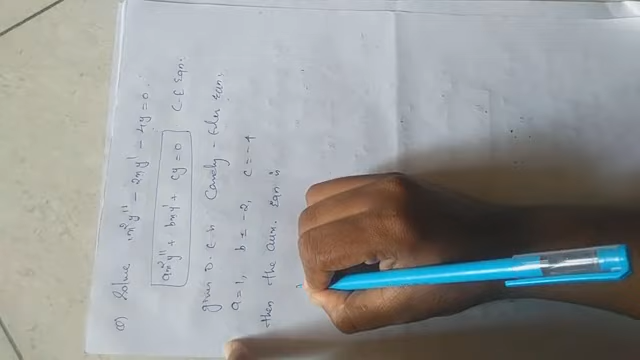 Q) Solve x²y'' - 2xy' - 4y = 0.
ax²y'' + bxy' + cy = 0 C-E Eqn.
given D. E is Cauchy - Euler Eqn.
a = 1, b = -2, c = -4
then the aux. Eqn is